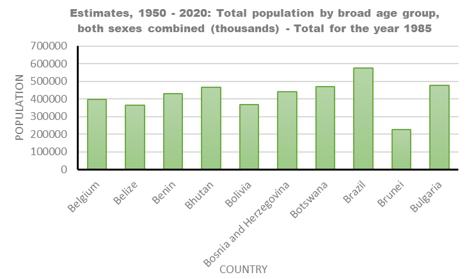 Estimates, 1950 - 2020: Total population by broad age group,
both sexes combined (thousands) - Total for the year 1985
700000
600000
500000
400000
300000
200000
100000
0
POPULATION
Belgium
Belize
Benin
Bhutan
Bolivia
Bosnia and Herzegovina
Botswana
Brazil
Brunei
Bulgaria
COUNTRY